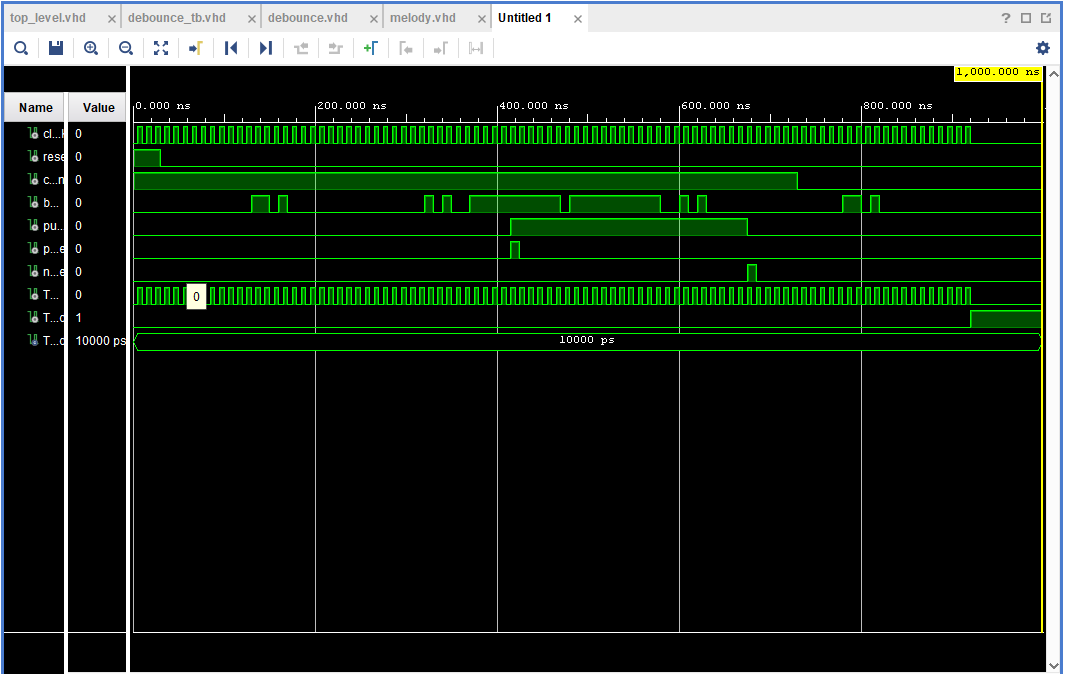 top_level.vhd debounce_tb.vhd debounce.vhd melody.vhd Untitled 1
1,000.000 ns
Name Value 0.000 ns 200.000 ns 400.000 ns 600.000 ns 800.000 ns
cl... 0
rese 0
c...n 0
b... 0
pu... 0
p...e 0
n...e 0
T... 0 0
T...c 1
T...c 10000 ps 10000 ps